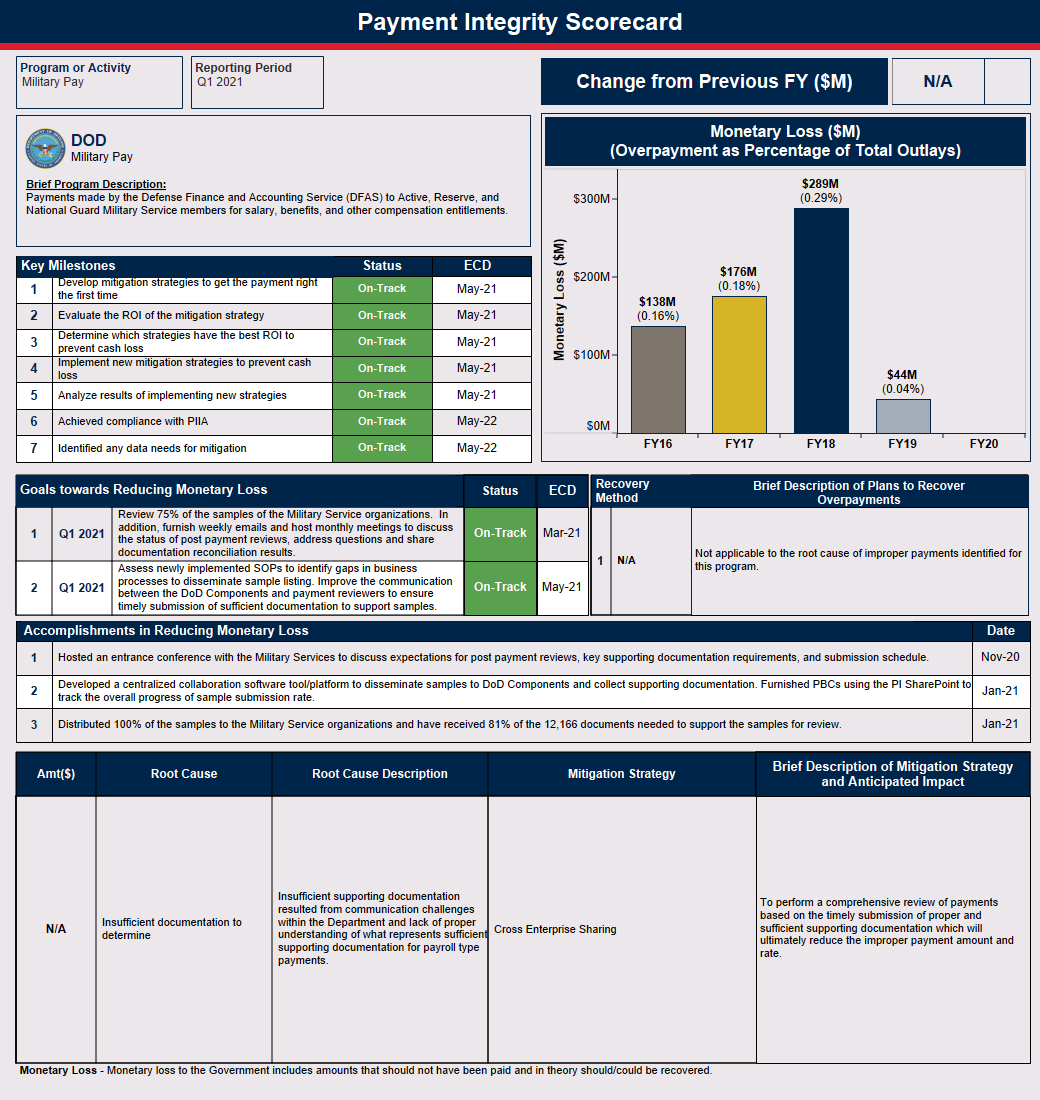 Payment Integrity Scorecard
Program or Activity
Military Pay
Reporting Period
Q1 2021
Change from Previous FY ($M)
N/A
DOD
Military Pay
Brief Program Description:
Payments made by the Defense Finance and Accounting Service (DFAS) to Active, Reserve, and
National Guard Military Service members for salary, benefits, and other compensation entitlements.
Monetary Loss ($M)
(Overpayment as Percentage of Total Outlays)
Monetary Loss ($M)
$300M
$200M
$100M
$0M
$138M
(0.16%)
$176M
(0.18%)
$289M
(0.29%)
$44M
(0.04%)
FY16 FY17 FY18 FY19 FY20
Key Milestones Status ECD
1 Develop mitigation strategies to get the payment right
the first time On-Track May-21
2 Evaluate the ROI of the mitigation strategy On-Track May-21
3 Determine which strategies have the best ROI to
prevent cash loss On-Track May-21
4 Implement new mitigation strategies to prevent cash
loss On-Track May-21
5 Analyze results of implementing new strategies On-Track May-21
6 Achieved compliance with PIIA On-Track May-22
7 Identified any data needs for mitigation On-Track May-22
Goals towards Reducing Monetary Loss Status ECD
1 Q1 2021 Review 75% of the samples of the Military Service organizations. In
addition, furnish weekly emails and host monthly meetings to discuss
the status of post payment reviews, address questions and share
documentation reconciliation results.
On-Track Mar-21
2 Q1 2021 Assess newly implemented SOPs to identify gaps in business
processes to disseminate sample listing. Improve the communication
between the DoD Components and payment reviewers to ensure
timely submission of sufficient documentation to support samples.
On-Track May-21
Recovery
Method
Brief Description of Plans to Recover
Overpayments
1 N/A
Not applicable to the root cause of improper payments identified for
this program.
Accomplishments in Reducing Monetary Loss Date
1 Hosted an entrance conference with the Military Services to discuss expectations for post payment reviews, key supporting documentation requirements, and submission schedule. Nov-20
2 Developed a centralized collaboration software tool/platform to disseminate samples to DoD Components and collect supporting documentation. Furnished PBCs using the PI SharePoint to
track the overall progress of sample submission rate. Jan-21
3 Distributed 100% of the samples to the Military Service organizations and have received 81% of the 12,166 documents needed to support the samples for review. Jan-21
Amt($) Root Cause Root Cause Description Mitigation Strategy Brief Description of Mitigation Strategy
and Anticipated Impact
N/A
Insufficient documentation to
determine
Insufficient supporting documentation
resulted from communication challenges
within the Department and lack of proper
understanding of what represents sufficient
supporting documentation for payroll type
payments.
Cross Enterprise Sharing
To perform a comprehensive review of payments
based on the timely submission of proper and
sufficient supporting documentation which will
ultimately reduce the improper payment amount and
rate.
Monetary Loss - Monetary loss to the Government includes amounts that should not have been paid and in theory should/could be recovered.